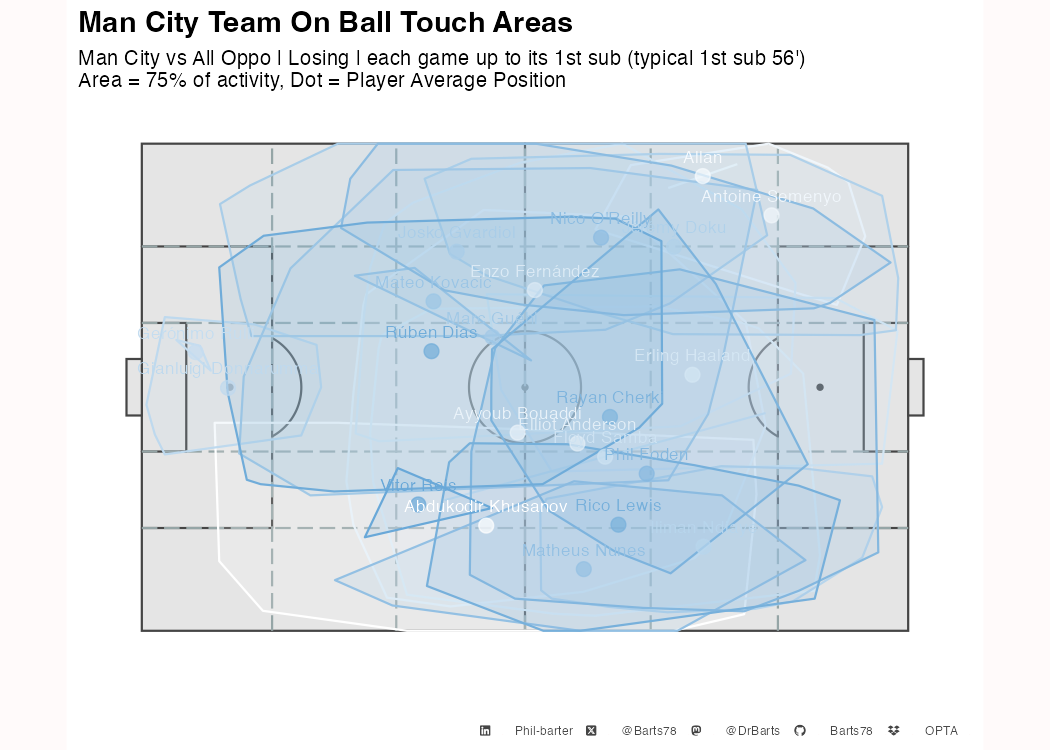 Man City Team On Ball Touch Areas
Man City vs All Oppo | Losing | each game up to its 1st sub (typical 1st sub 56')
Area = 75% of activity, Dot = Player Average Position
Allan
Antoine Semenyo
Nico O'Reilly
Doku
Josko Gvardiol
Enzo Fernández
Mateo Kovacic
Marc
Rúben Dias
Gianluigi
Erling Haaland
Rayan Cherki
Ayyoub Bouaddi
Elliot Anderson
Phil Foden
Vitor Reis
Abdukodir Khusanov
Rico Lewis
Matheus Nunes
Phil-barter
@Barts78
@DrBarts
Barts78
OPTA